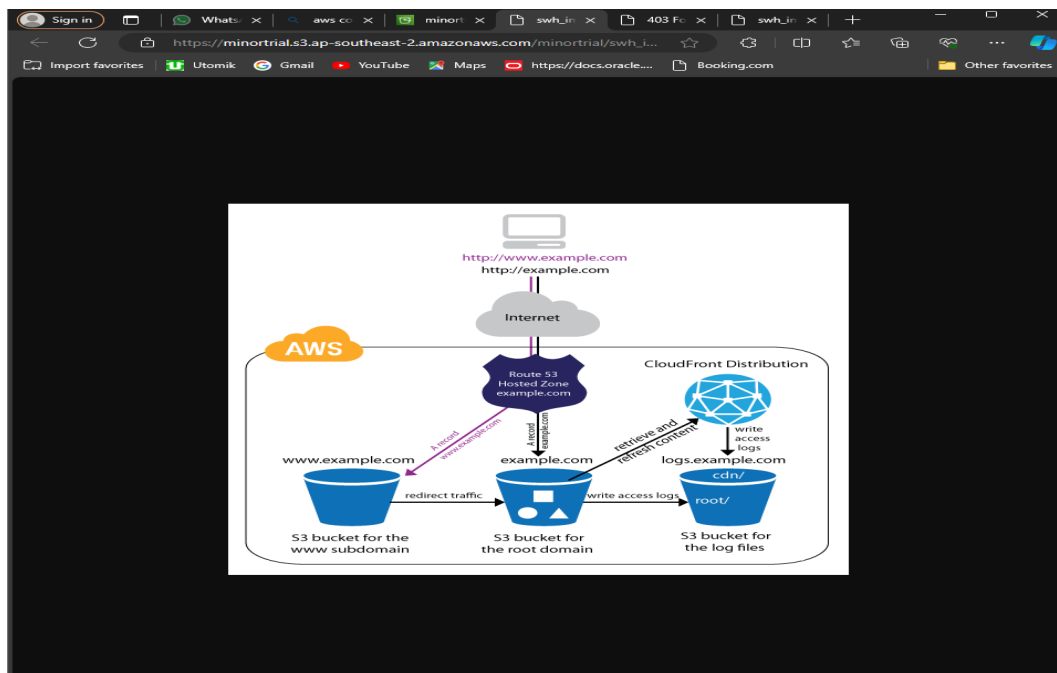 Sign in
Whats
aws co
minort
swh_ir
403 Fo
swh_in
https://minortrial.s3.ap-southeast-2.amazonaws.com/minortrial/swh_i...
Import favorites
Utomik
Gmail
YouTube
Maps
https://docs.oracle....
Booking.com
Other favorites
http://www.example.com
http://example.com
Internet
AWS
Route 53
Hosted Zone
example.com
CloudFront Distribution
A record
www.example.com
A record
example.com
retrieve and
refresh content
write
access
logs
www.example.com
example.com
logs.example.com
cdn/
redirect traffic
write access logs
root/
S3 bucket for the
www subdomain
S3 bucket for
the root domain
S3 bucket for
the log files